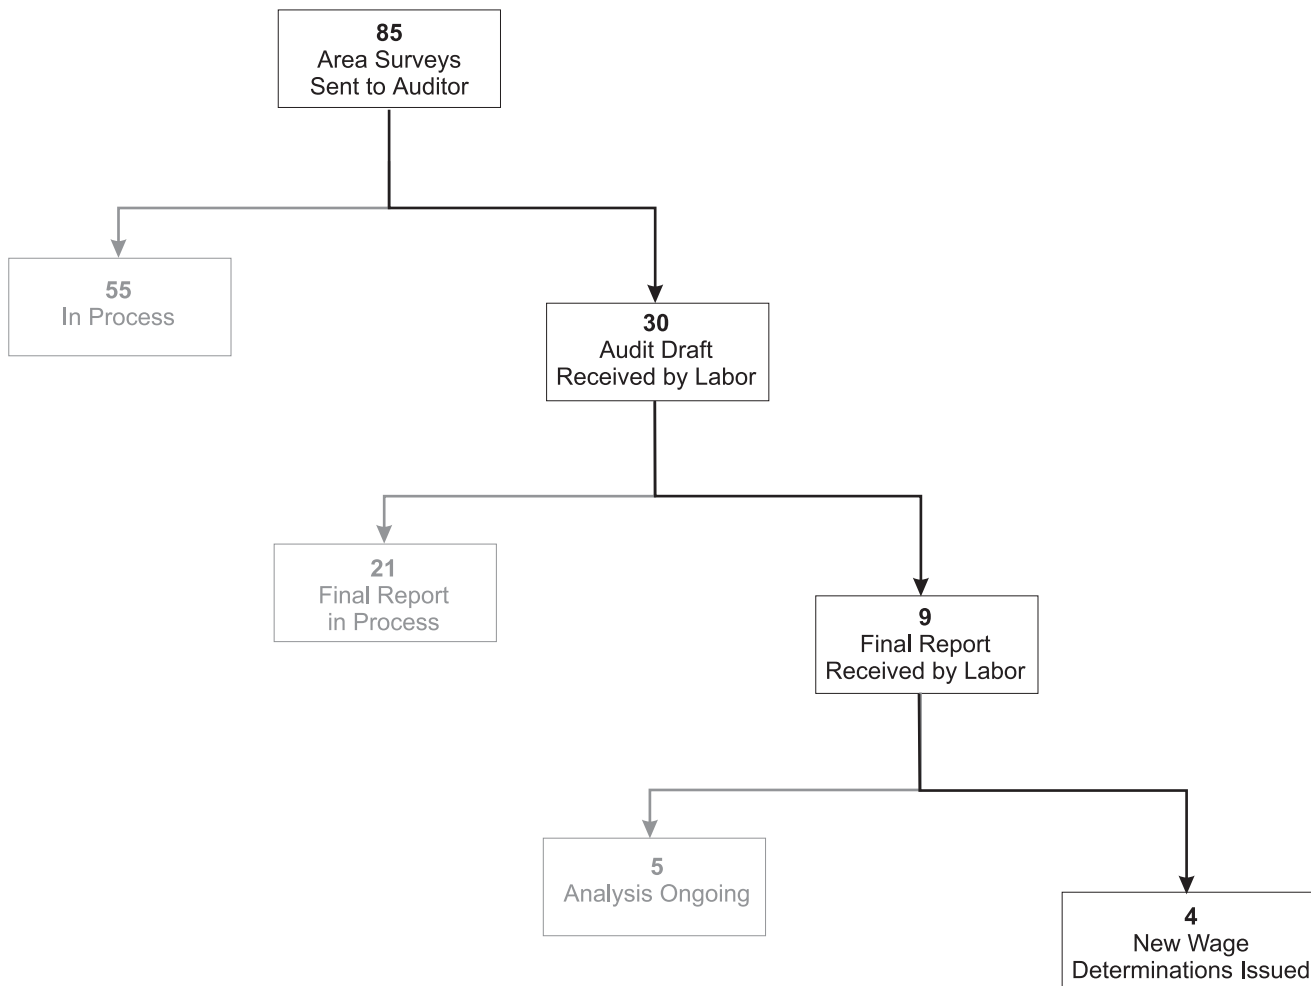 85
Area Surveys
Sent to Auditor
55
In Process
30
Audit Draft
Received by Labor
21
Final Report
in Process
9
Final Report
Received by Labor
5
Analysis Ongoing
4
New Wage
Determinations Issued